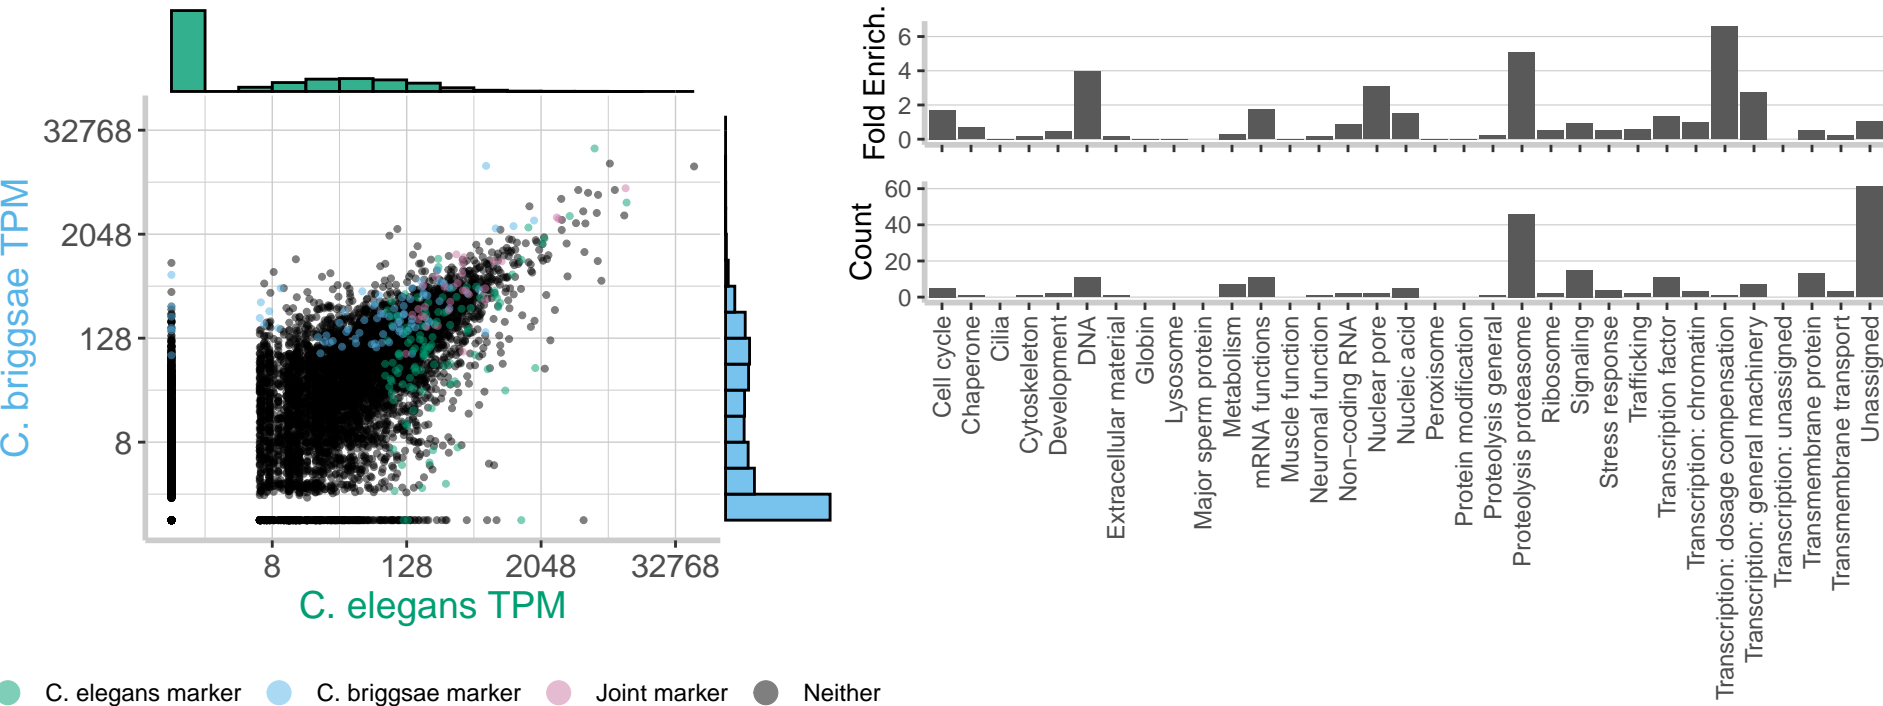 32768
2048
128
8
C. briggsae TPM
8
128
2048
32768
C. elegans TPM
C. elegans marker
C. briggsae marker
Joint marker
Neither
Fold Enrich.
6
4
2
0
Count
60
40
20
0
Cell cycle
Chaperone
Cilia
Cytoskeleton
Development
DNA
Extracellular material
Globin
Lysosome
Major sperm protein
Metabolism
mRNA functions
Muscle function
Neuronal function
Non−coding RNA
Nuclear pore
Nucleic acid
Peroxisome
Protein modification
Proteolysis general
Proteolysis proteasome
Ribosome
Signaling
Stress response
Trafficking
Transcription factor
Transcription: chromatin
Transcription: dosage compensation
Transcription: general machinery
Transcription: unassigned
Transmembrane protein
Transmembrane transport
Unassigned